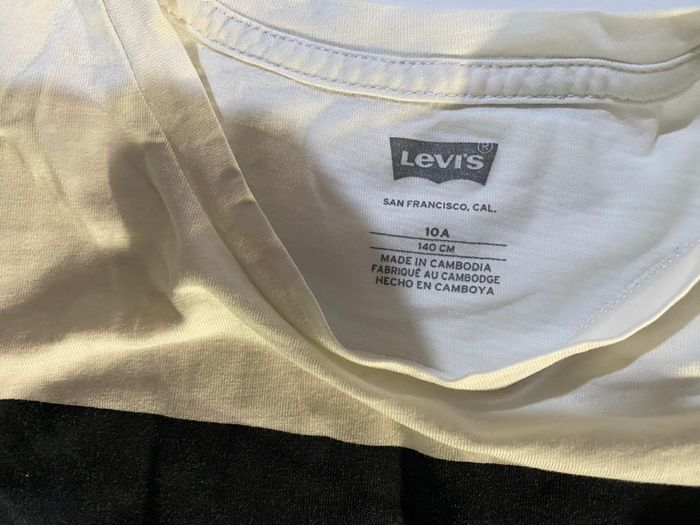 Levi's®
SAN FRANCISCO, CAL.
10A
140 CM
MADE IN CAMBODIA
FABRIQUÉ AU CAMBODGE
HECHO EN CAMBOYA